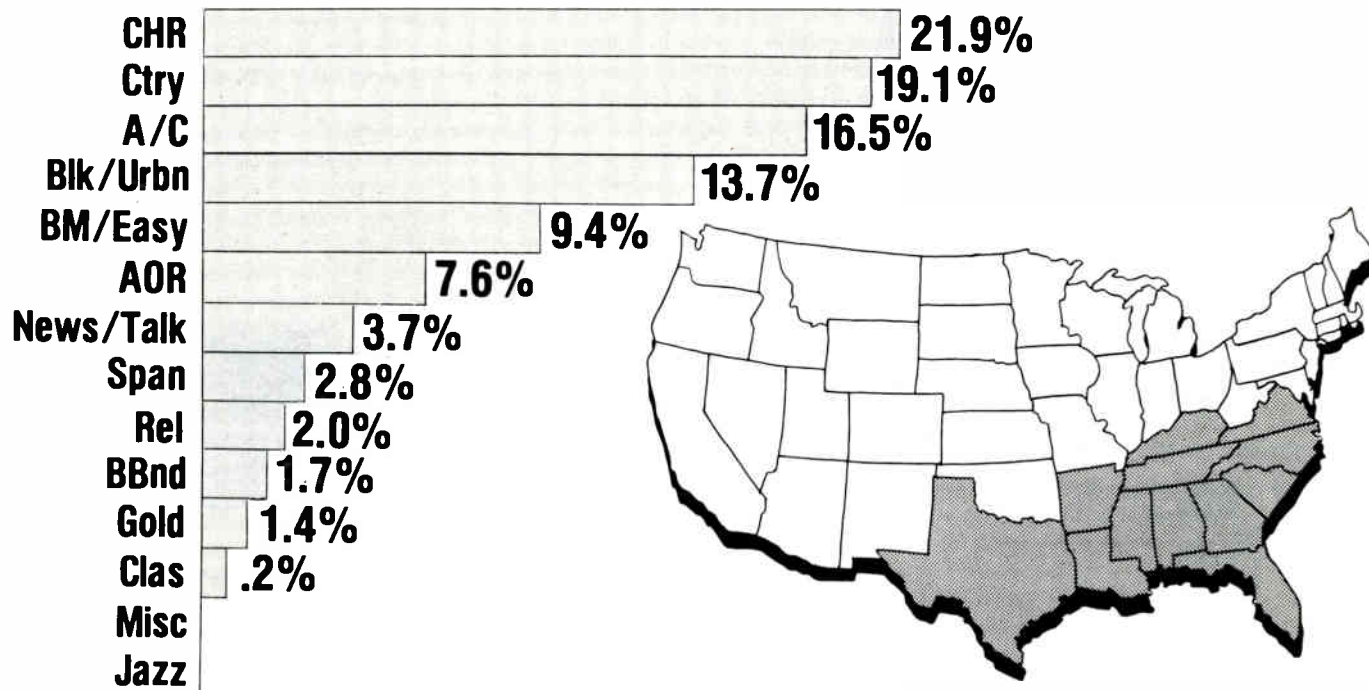 CHR 21.9%
Ctry 19.1%
A/C 16.5%
Blk/Urbn 13.7%
BM/Easy 9.4%
AOR 7.6%
News/Talk 3.7%
Span 2.8%
Rel 2.0%
BBnd 1.7%
Gold 1.4%
Clas .2%
Misc
Jazz